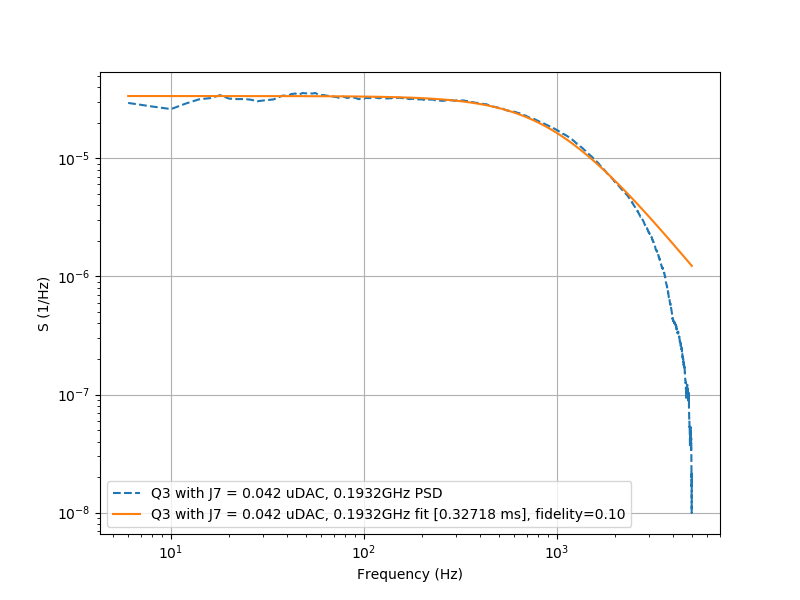 10⁻⁵
10⁻⁶
10⁻⁷
10⁻⁸
S (1/Hz)
Q3 with J7 = 0.042 uDAC, 0.1932GHz PSD
Q3 with J7 = 0.042 uDAC, 0.1932GHz fit [0.32718 ms], fidelity=0.10
10¹ 10² 10³
Frequency (Hz)